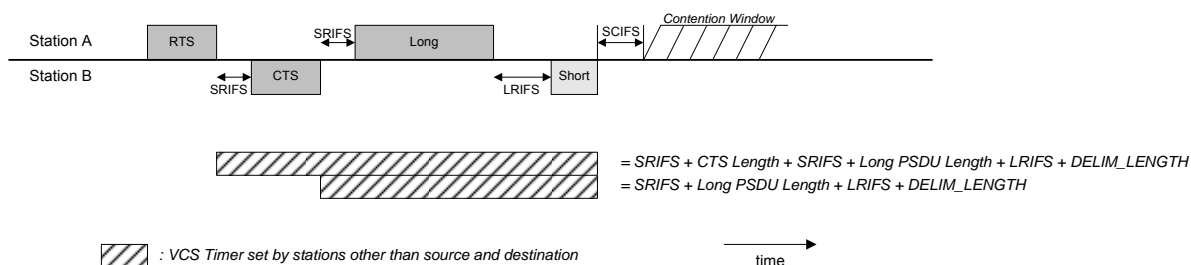 Contention Window
SCIFS
SRIFS
Station A
RTS
Long
Station B
CTS
Short
SRIFS
LRIFS
= SRIFS + CTS Length + SRIFS + Long PSDU Length + LRIFS + DELIM_LENGTH
= SRIFS + Long PSDU Length + LRIFS + DELIM_LENGTH
: VCS Timer set by stations other than source and destination
time